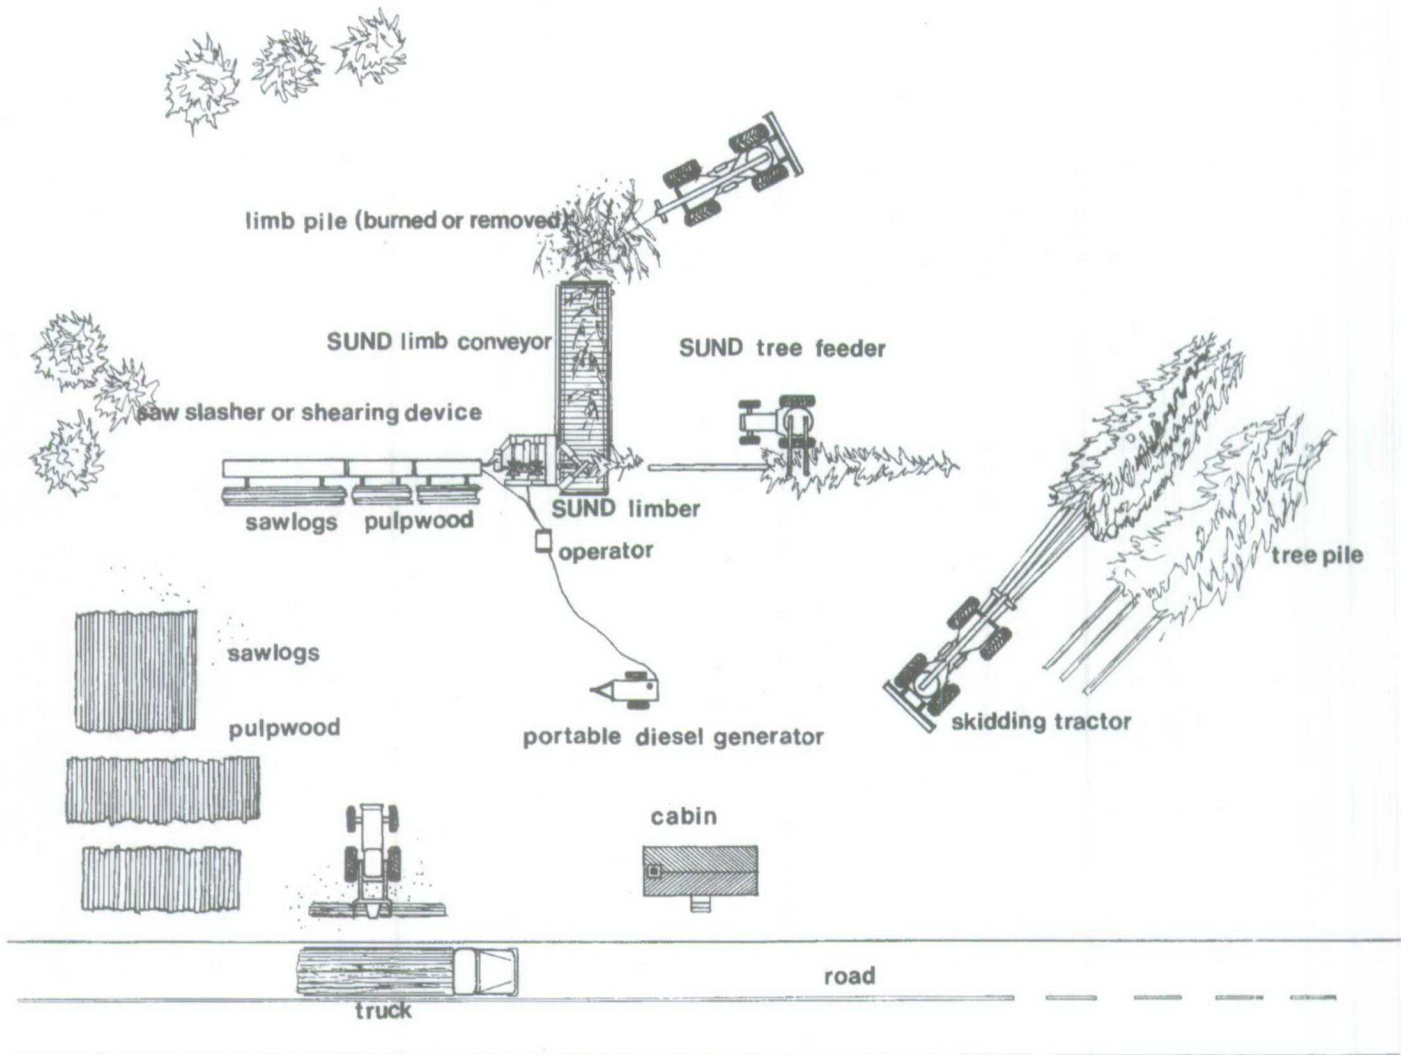 limb pile (burned or removed)
SUND limb conveyor
SUND tree feeder
saw slasher or shearing device
sawlogs
pulpwood
SUND limber
operator
tree pile
sawlogs
skidding tractor
pulpwood
portable diesel generator
cabin
road
truck